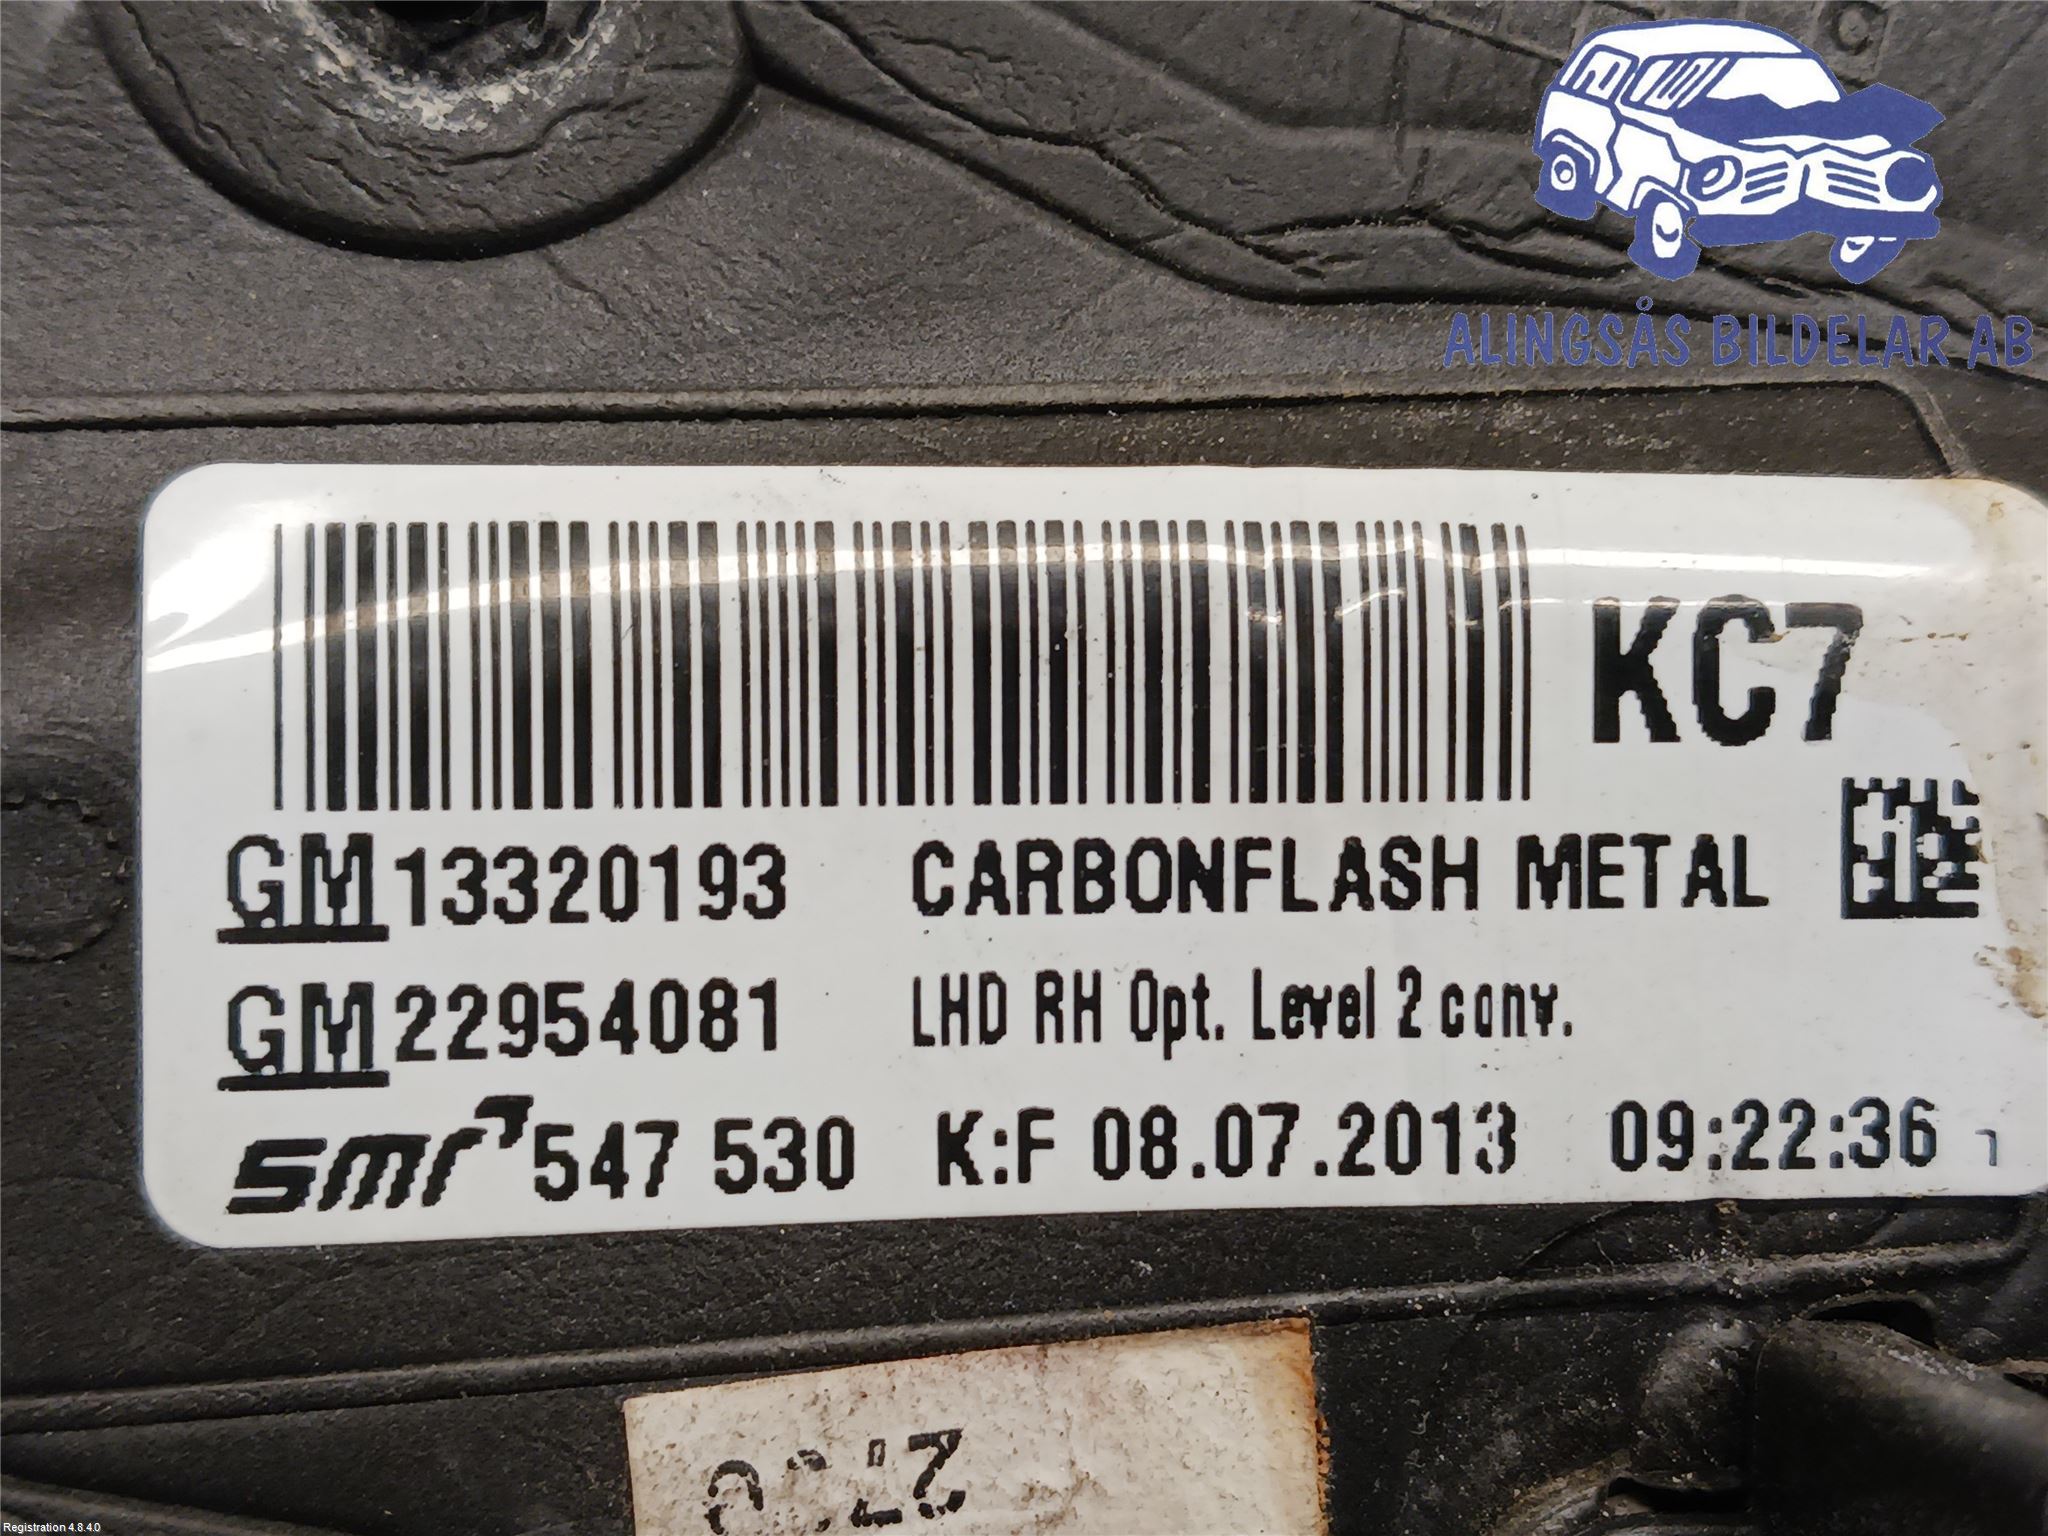 ALINGSÅS BILDELAR AB
KC7
GM 13320193 CARBONFLASH METAL
GM 22954081 LHD RH Opt. Level 2 conv.
smr 547 530 K:F 08.07.2013 09:22:36
Registration 4.8.4.0